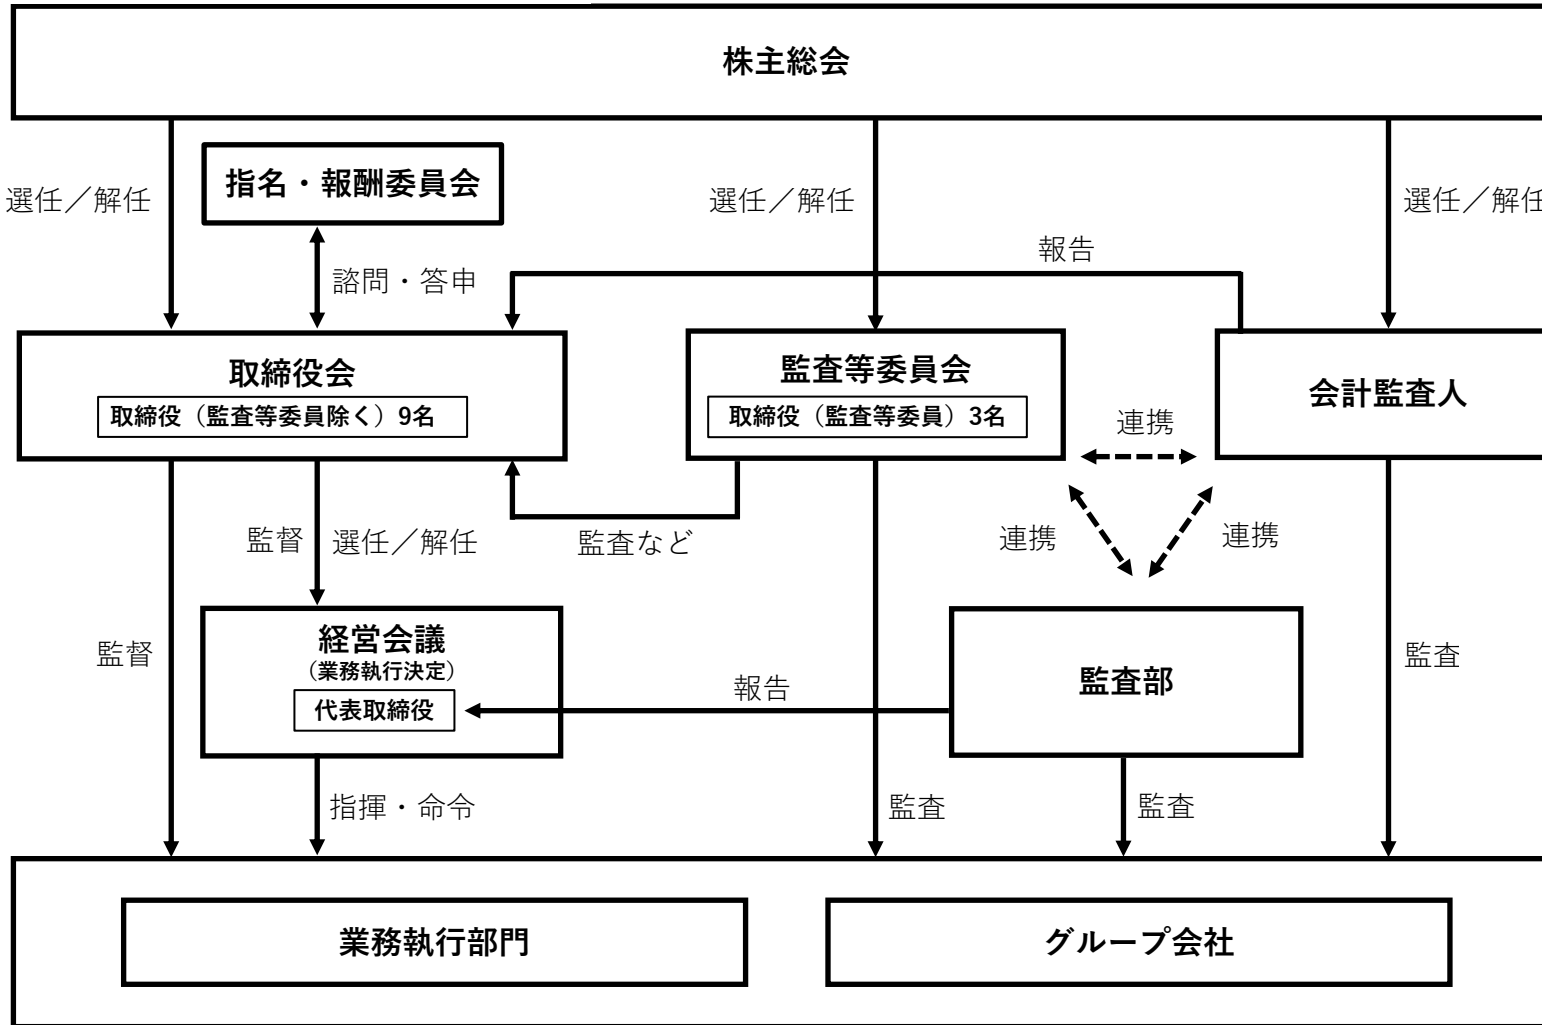 株主総会
選任／解任
指名・報酬委員会
選任／解任
選任／解任
報告
諮問・答申
取締役会
取締役（監査等委員除く）9名
監査等委員会
取締役（監査等委員）3名
会計監査人
連携
監督
選任／解任
監査など
連携
連携
経営会議
（業務執行決定）
代表取締役
監督
報告
監査部
監査
指揮・命令
監査
監査
業務執行部門
グループ会社